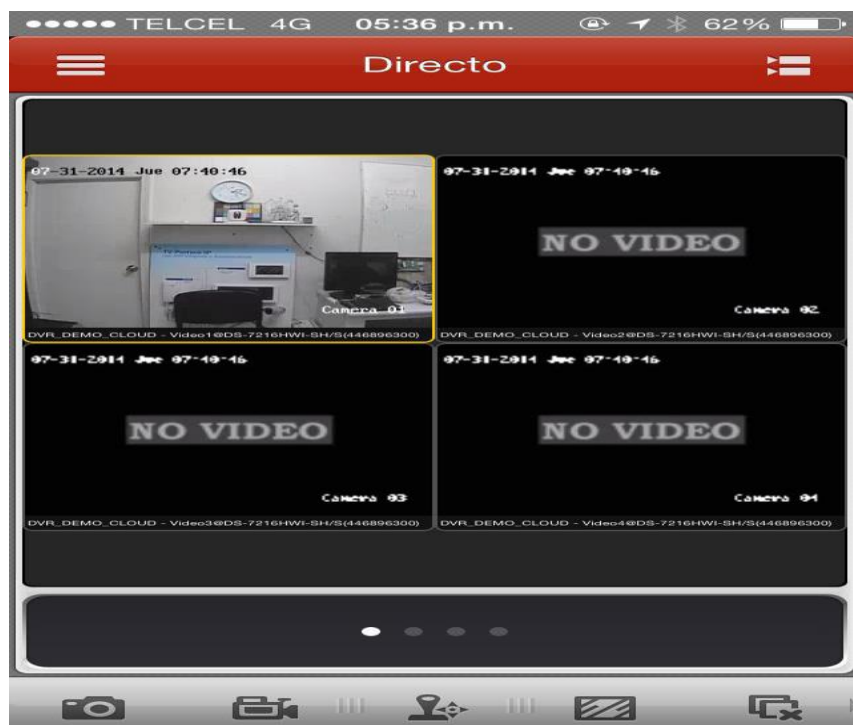 TELCEL 4G 05:36 p.m. 62%
Directo
07-31-2014 Jue 07:40:46
Camera 01
DVR_DEMO_CLOUD - Video1@DS-7216HWI-SH/S(446896300)
07-31-2014 Jue 07:40:46
NO VIDEO
Camera 02
DVR_DEMO_CLOUD - Video2@DS-7216HWI-SH/S(446896300)
07-31-2014 Jue 07:40:46
NO VIDEO
Camera 03
DVR_DEMO_CLOUD - Video3@DS-7216HWI-SH/S(446896300)
07-31-2014 Jue 07:40:46
NO VIDEO
Camera 04
DVR_DEMO_CLOUD - Video4@DS-7216HWI-SH/S(446896300)